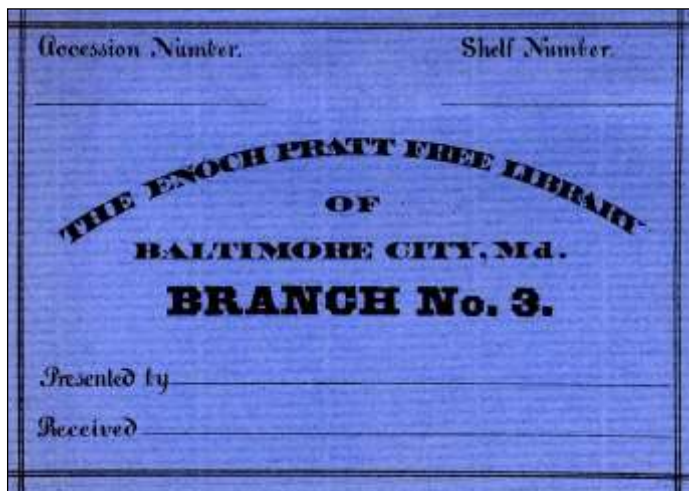 Accession Number. Shelf Number.
THE ENOCH PRATT FREE LIBRARY
OF
BALTIMORE CITY, Md.
BRANCH No. 3.
Presented by
Received